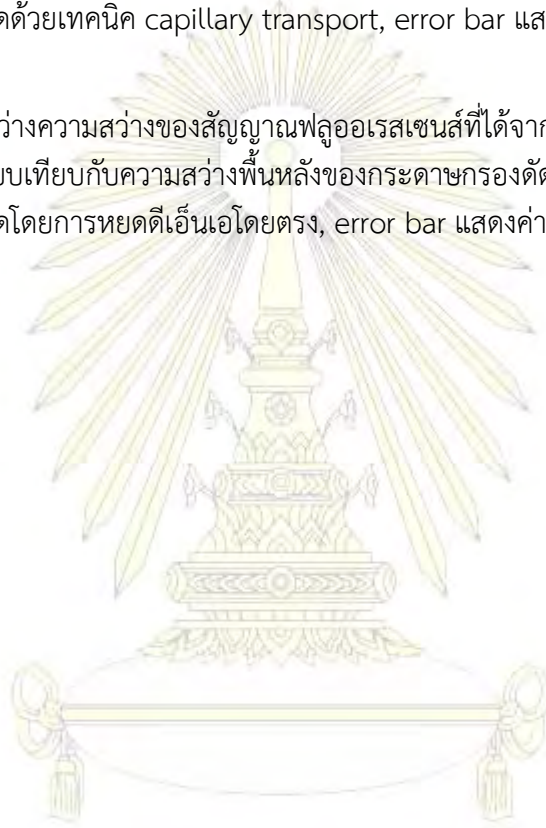 ดด้วยเทคนิค capillary transport, error bar แส
ว่างความสว่างของสัญญาณฟลูออเรสเซนส์ที่ได้จาก
บเทียบกับความสว่างพื้นหลังของกระดาษกรองดัด
ดโดยการหยดดีเอ็นเอโดยตรง, error bar แสดงค่า